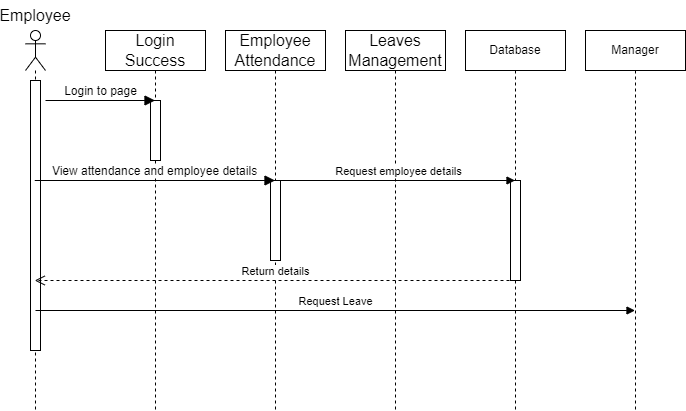 Employee
Login
Success
Employee
Attendance
Leaves
Management
Database
Manager
Login to page
View attendance and employee details
Request employee details
Return details
Request Leave